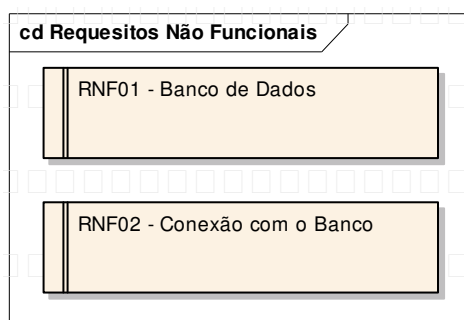 cd Requesitos Não Funcionais
RNF01 - Banco de Dados
RNF02 - Conexão com o Banco